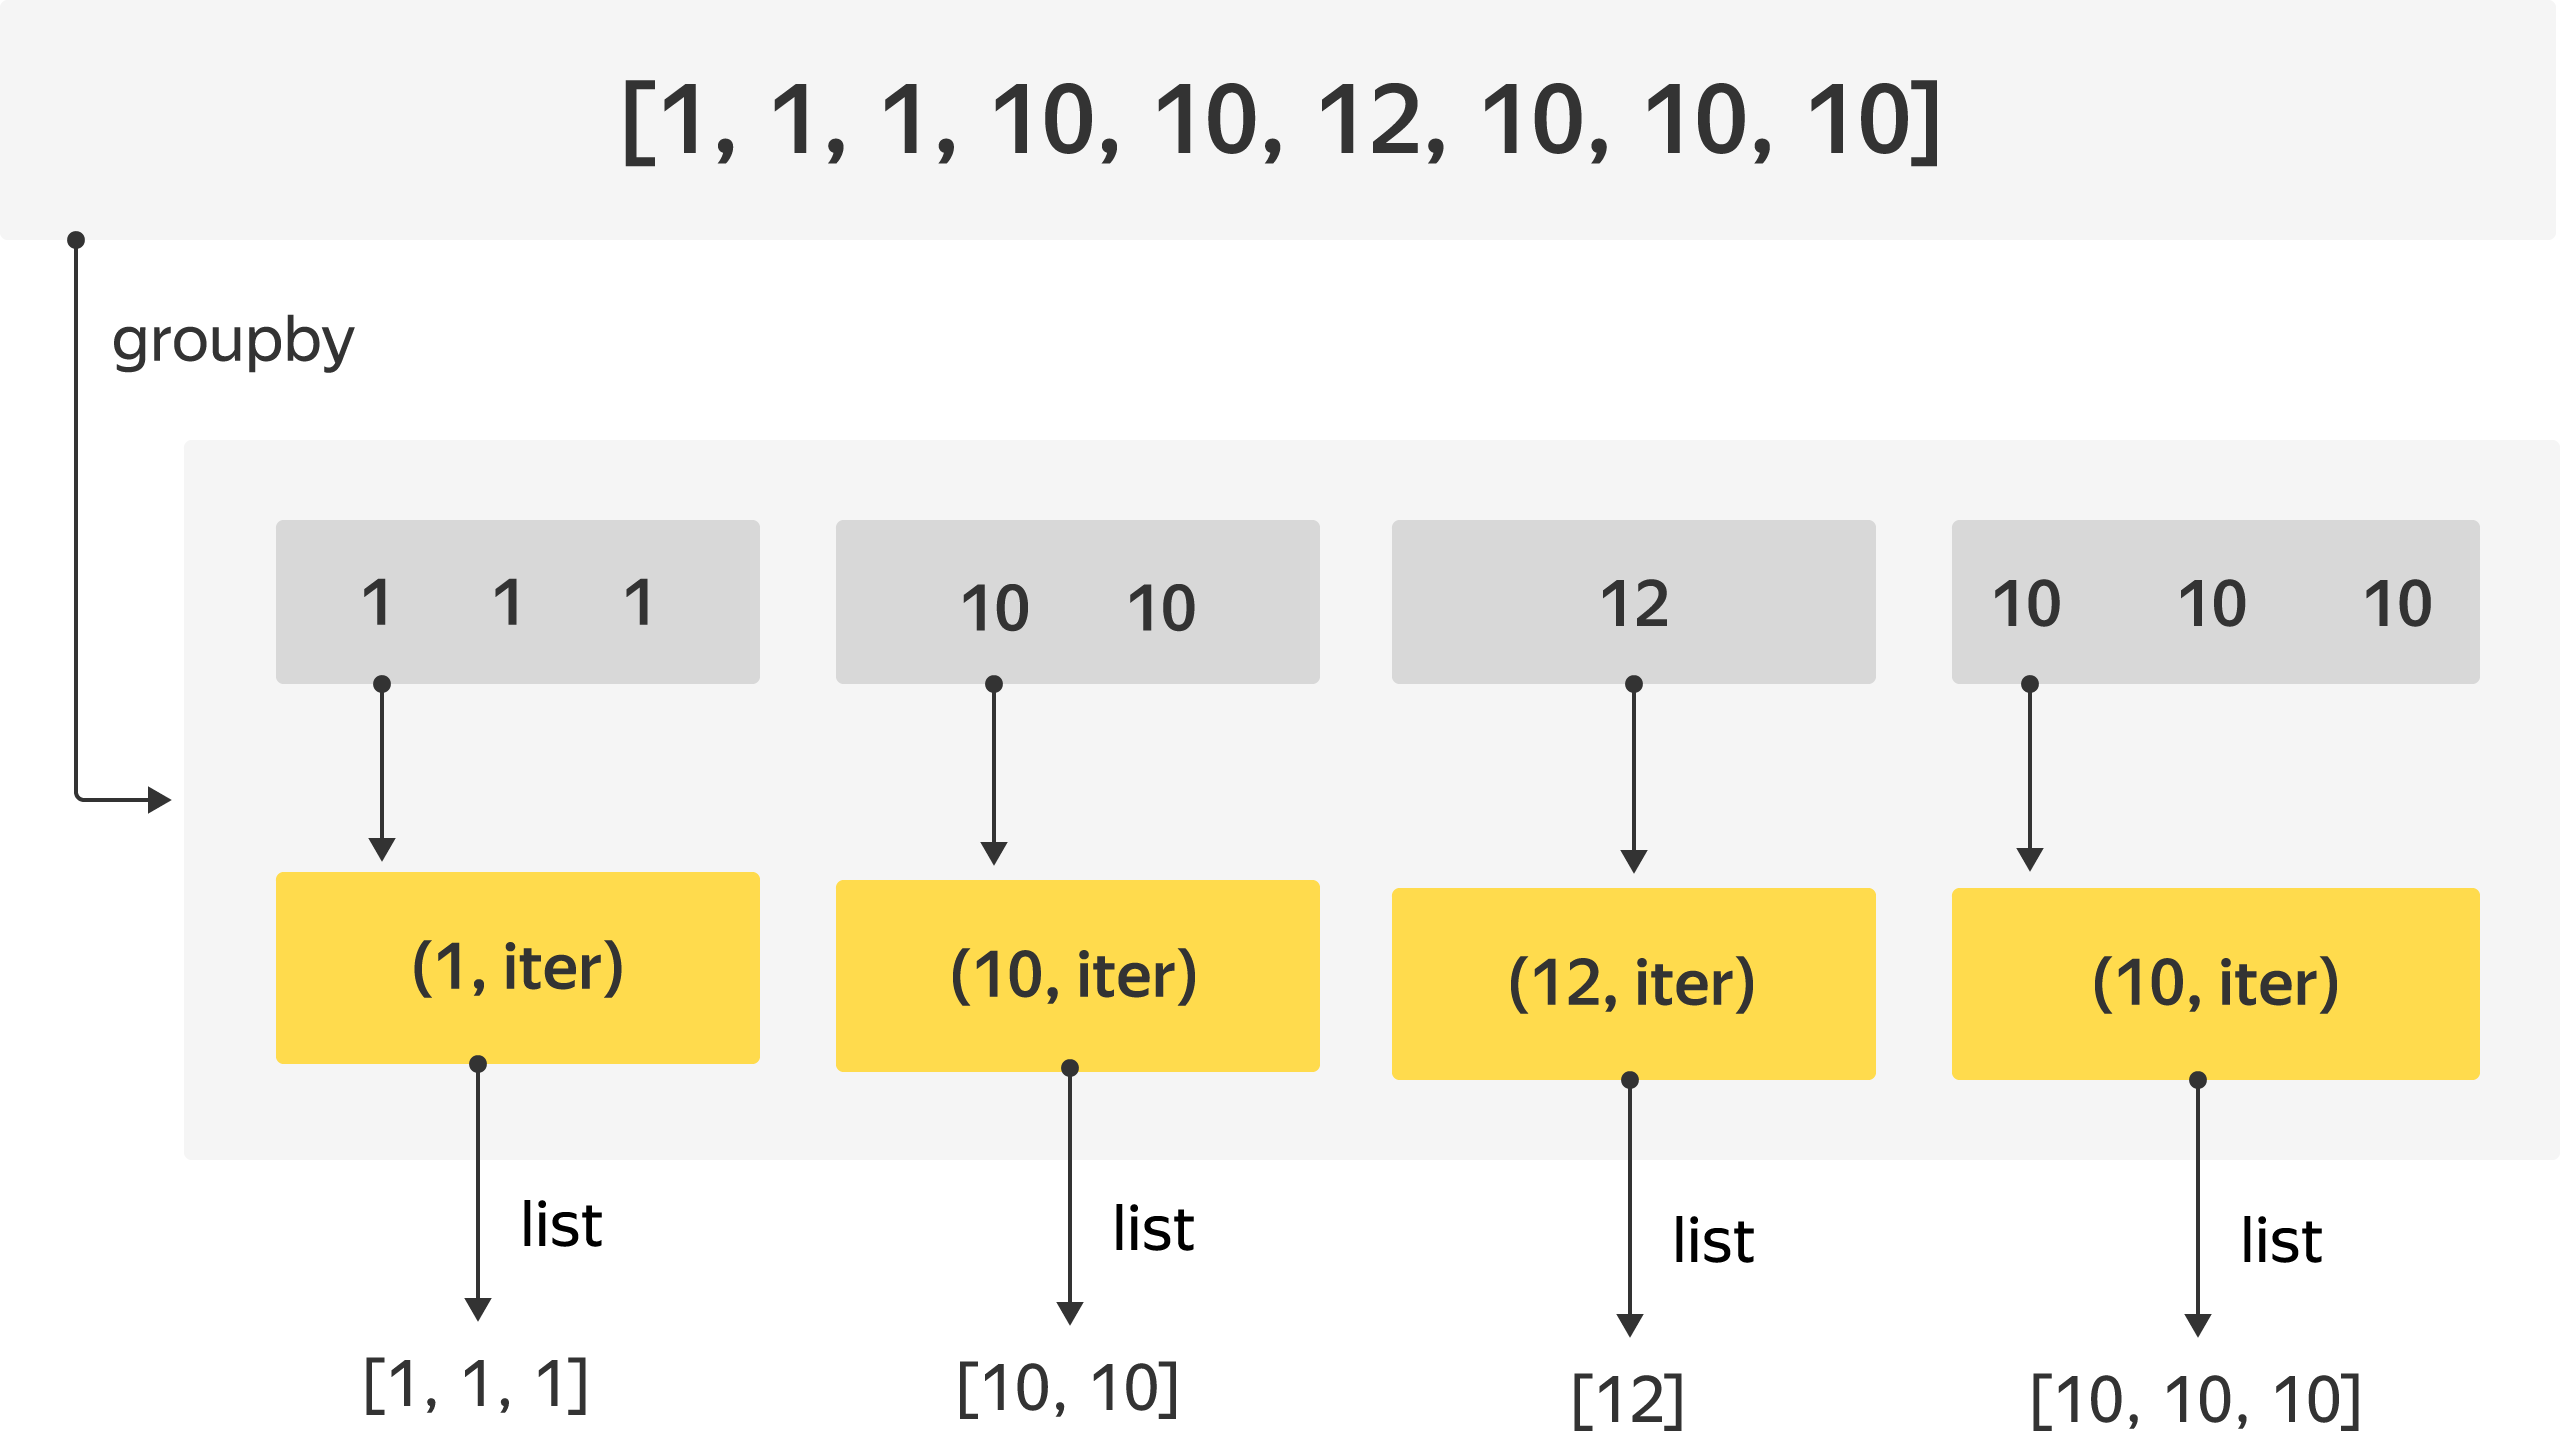 [1, 1, 1, 10, 10, 12, 10, 10, 10]
groupby
1 1 1
10 10
12
10 10 10
(1, iter)
(10, iter)
(12, iter)
(10, iter)
list
list
list
list
[1, 1, 1]
[10, 10]
[12]
[10, 10, 10]